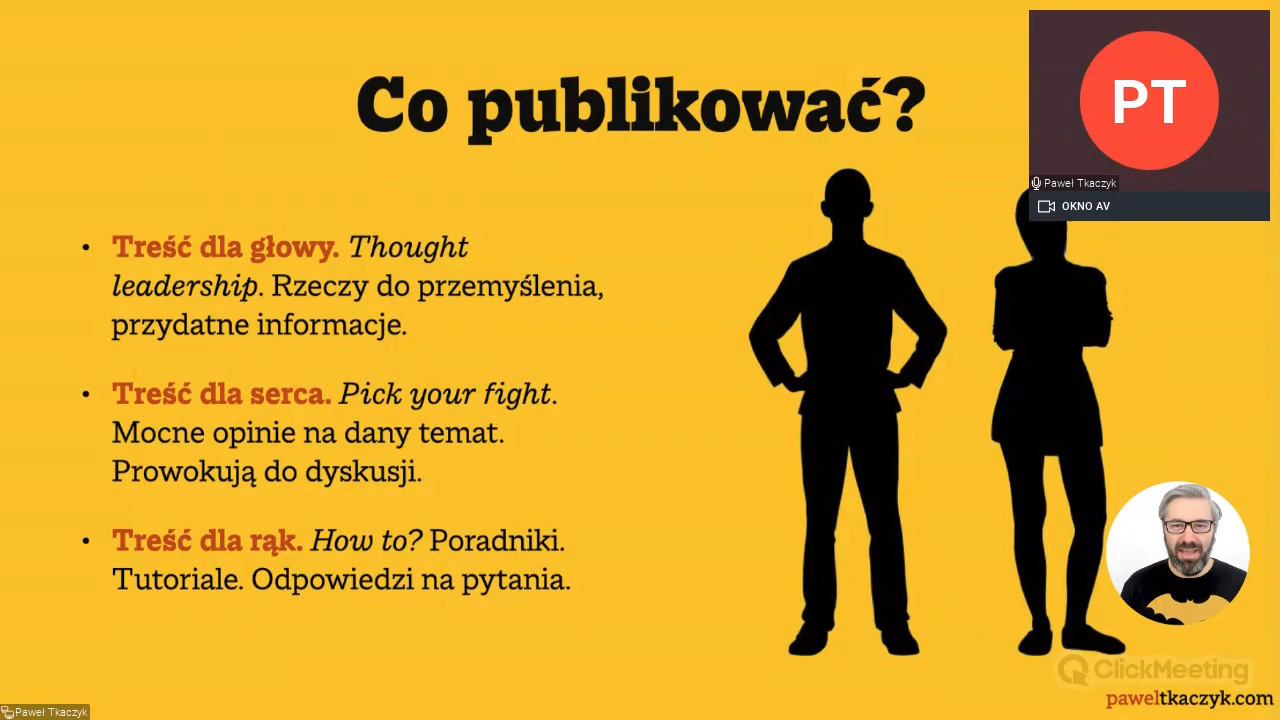 Co publikować?
PT
Paweł Tkaczyk
OKNO AV
• Treść dla głowy. Thought
leadership. Rzeczy do przemyślenia,
przydatne informacje.
• Treść dla serca. Pick your fight.
Mocne opinie na dany temat.
Prowokują do dyskusji.
• Treść dla rąk. How to? Poradniki.
Tutoriale. Odpowiedzi na pytania.
ClickMeeting
paweltkaczyk.com
Paweł Tkaczyk